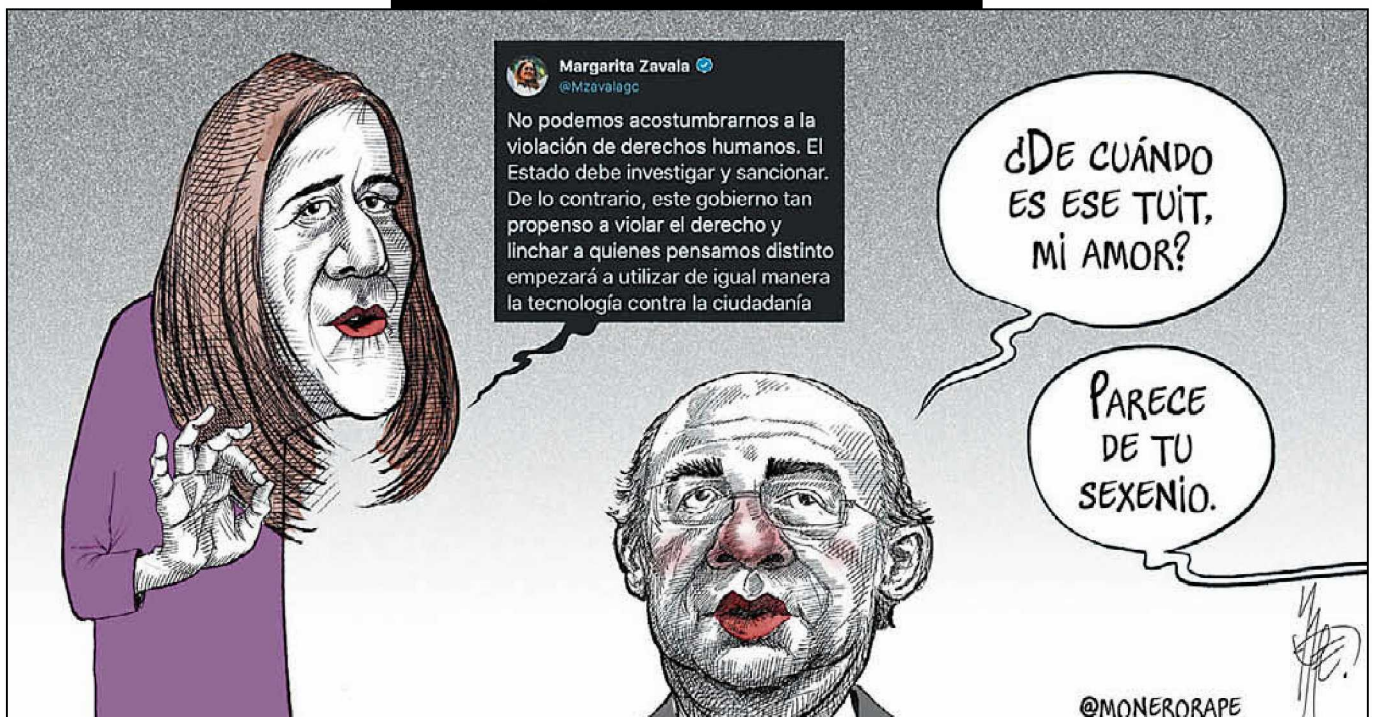 Margarita Zavala
@Mzavalagc
No podemos acostumbrarnos a la
violación de derechos humanos. El
Estado debe investigar y sancionar.
De lo contrario, este gobierno tan
propenso a violar el derecho y
linchar a quienes pensamos distinto
empezará a utilizar de igual manera
la tecnología contra la ciudadanía
¿DE CUÁNDO
ES ESE TUIT,
MI AMOR?
PARECE
DE TU
SEXENIO.
@MONERORAPE